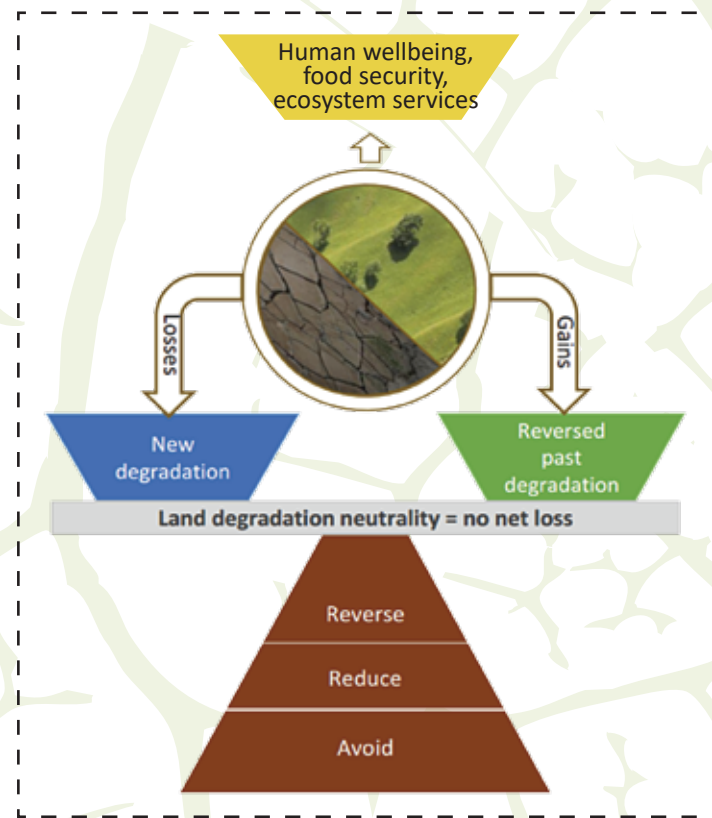 Human wellbeing,
food security,
ecosystem services
Losses
Gains
New
degradation
Reversed
past
degradation
Land degradation neutrality = no net loss
Reverse
Reduce
Avoid